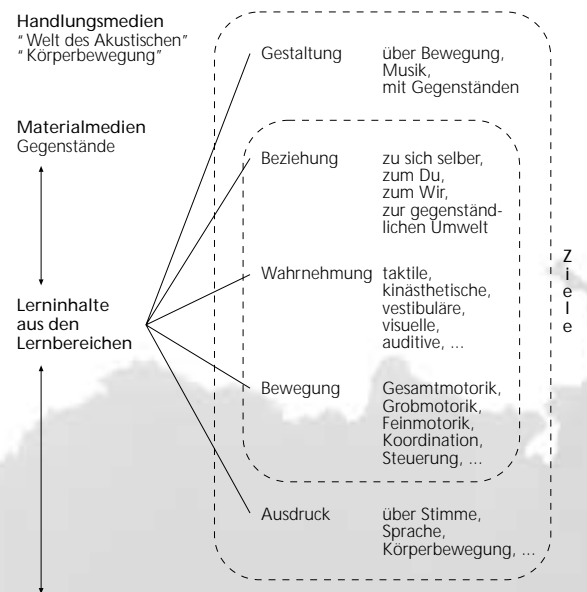 Handlungsmedien
“ Welt des Akustischen”
“ Körperbewegung”
Materialmedien
Gegenstände
Lerninhalte
aus den
Lernbereichen
Gestaltung
über Bewegung,
Musik,
mit Gegenständen
Beziehung
zu sich selber,
zum Du,
zum Wir,
zur gegenständ-
lichen Umwelt
Wahrnehmung
taktile,
kinästhetische,
vestibuläre,
visuelle,
auditive, ...
Bewegung
Gesamtmotorik,
Grobmotorik,
Feinmotorik,
Koordination,
Steuerung, ...
Ausdruck
über Stimme,
Sprache,
Körperbewegung, ...
Ziele